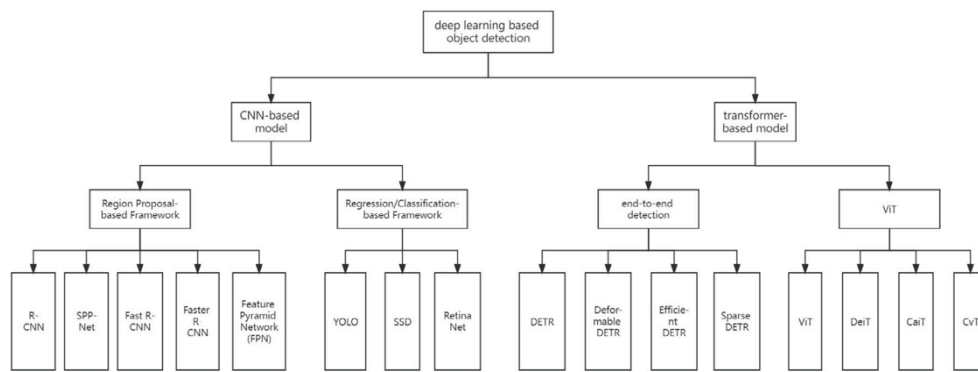 deep learning based
object detection
CNN-based
model
transformer-
based model
Region Proposal-
based Framework
Regression/Classification-
based Framework
end-to-end
detection
ViT
R-
CNN
SPP-
Net
Fast R-
CNN
Faster
R-
CNN
Feature
Pyramid
Network
(FPN)
YOLO
SSD
Retina
Net
DETR
Defor-
mable
DETR
Efficie-
nt DETR
Sparse
DETR
ViT
DeiT
CaiT
CvT